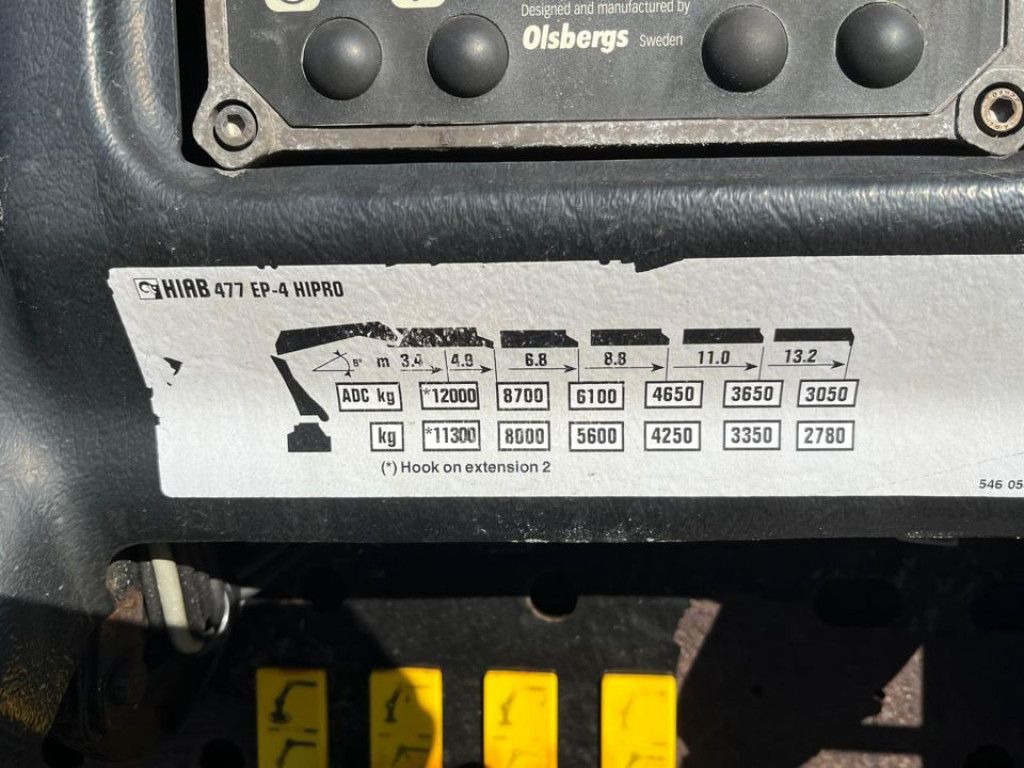 Designed and manufactured by
Olsbergs Sweden
HIAB 477 EP-4 HIPRO
8° m 3.4 4.9 6.8 8.8 11.0 13.2
ADC kg *12000 8700 6100 4650 3650 3050
kg *11300 8000 5600 4250 3350 2780
(*) Hook on extension 2
546